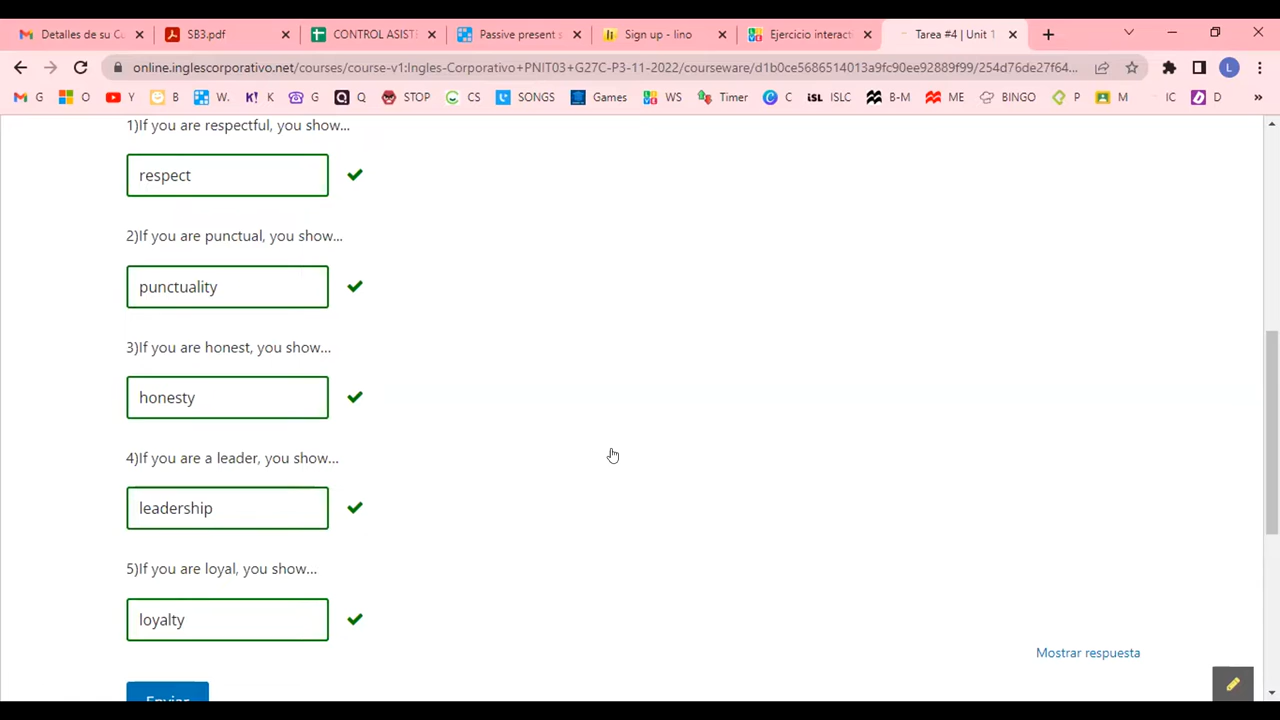 Detalles de su Cu
SB3.pdf
CONTROL ASIST
Passive present s
Sign up - lino
Ejercicio interact
Tarea #4 | Unit 1
online.inglescorporativo.net/courses/course-v1:Ingles-Corporativo+PNIT03+G27C-P3-11-2022/courseware/d1b0ce5686514013a9fc90ee92889f99/254d76de27f64...
L
G
O
Y
B
W.
K
G
Q
STOP
CS
SONGS
Games
WS
Timer
C
ISLC
B-M
ME
BINGO
P
M
IC
D
»
1)If you are respectful, you show...
respect
2)If you are punctual, you show...
punctuality
3)If you are honest, you show...
honesty
4)If you are a leader, you show...
leadership
5)If you are loyal, you show...
loyalty
Mostrar respuesta
Enviar